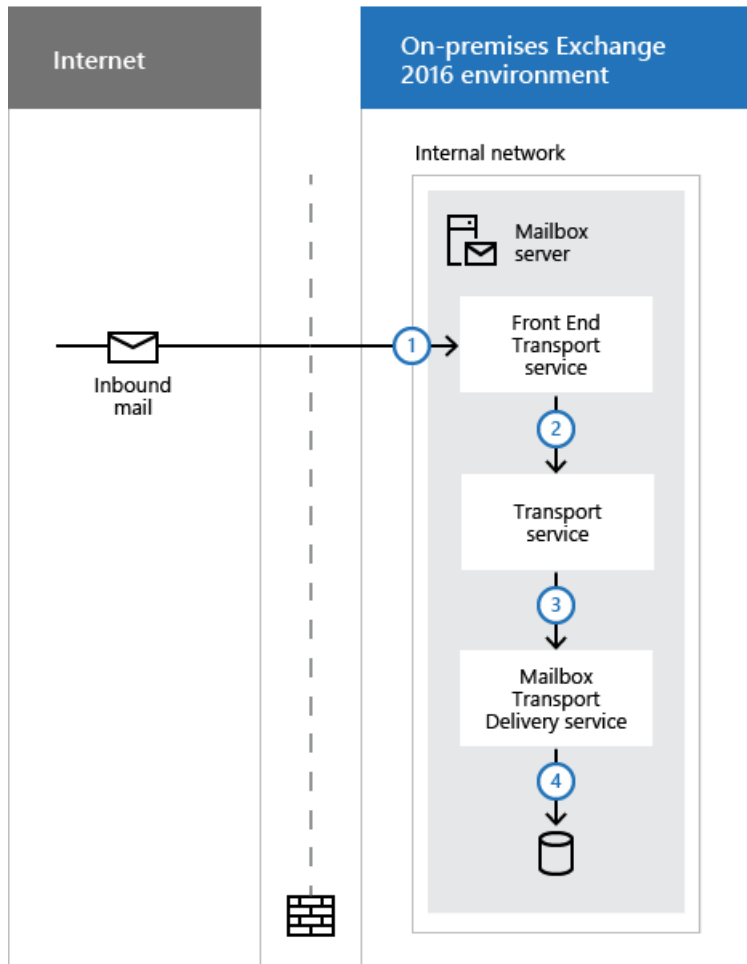 Internet
On-premises Exchange
2016 environment
Internal network
Mailbox
server
Inbound
mail
1
Front End
Transport
service
2
Transport
service
3
Mailbox
Transport
Delivery service
4